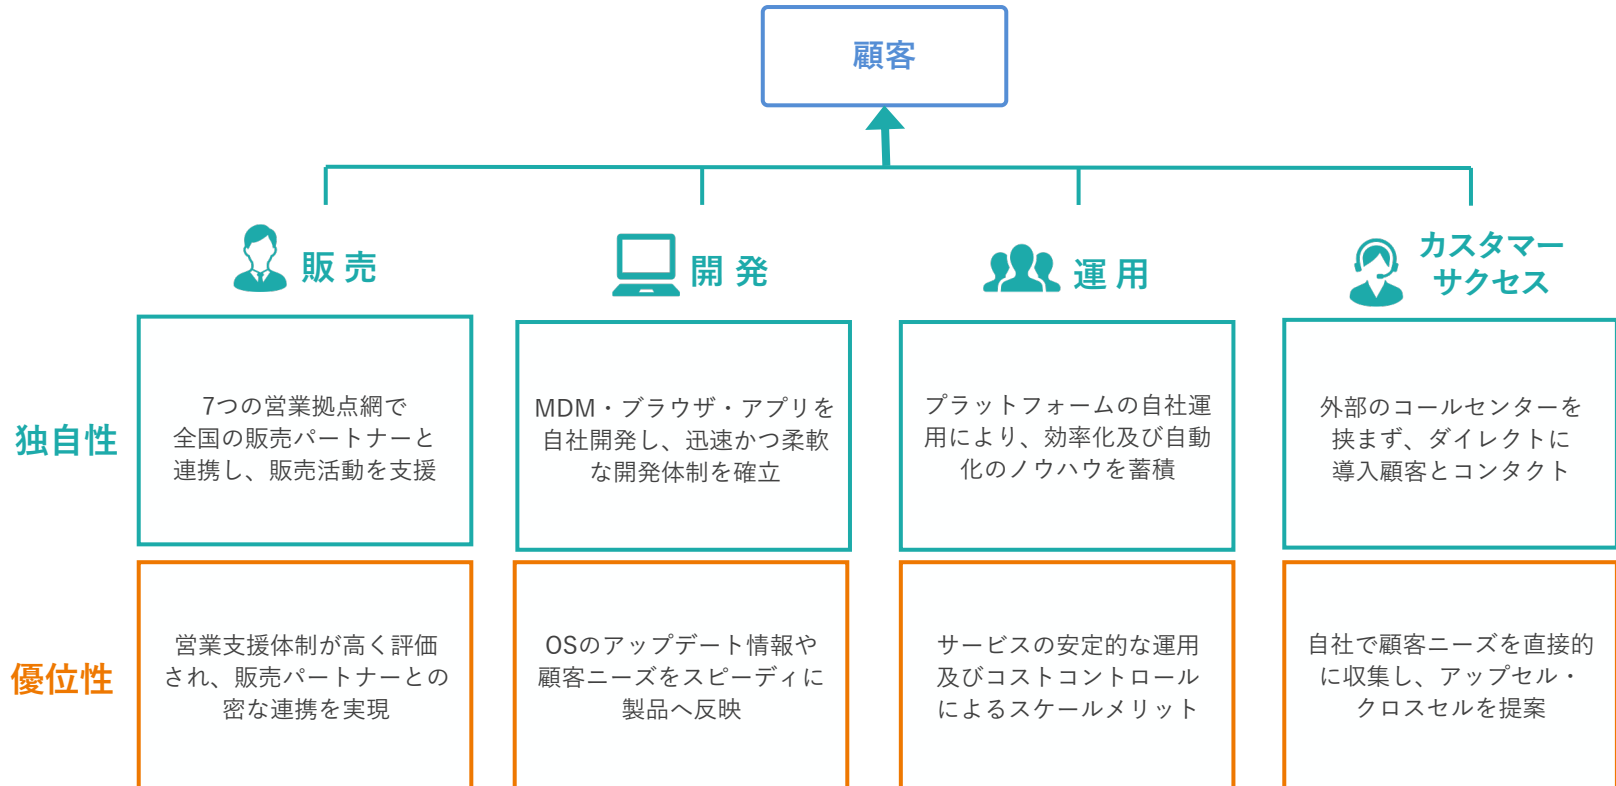 顧客
販売
開発
運用
カスタマー
サクセス
独自性
7つの営業拠点網で
全国の販売パートナーと
連携し、販売活動を支援
MDM・ブラウザ・アプリを
自社開発し、迅速かつ柔軟
な開発体制を確立
プラットフォームの自社運
用により、効率化及び自動
化のノウハウを蓄積
外部のコールセンターを
挟まず、ダイレクトに
導入顧客とコンタクト
優位性
営業支援体制が高く評価
され、販売パートナーとの
密な連携を実現
OSのアップデート情報や
顧客ニーズをスピーディに
製品へ反映
サービスの安定的な運用
及びコストコントロール
によるスケールメリット
自社で顧客ニーズを直接的
に収集し、アップセル・
クロスセルを提案